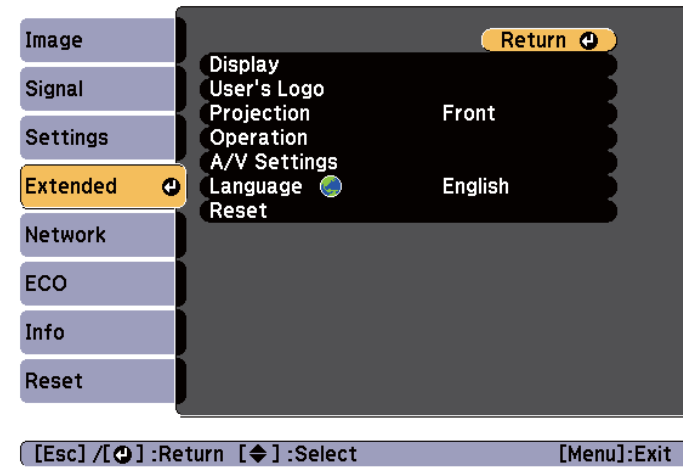 Image
Signal
Settings
Extended
Network
ECO
Info
Reset
Return
Display
User's Logo
Projection Front
Operation
A/V Settings
Language English
Reset
[Esc] /[ ] :Return [ ] :Select [Menu]:Exit